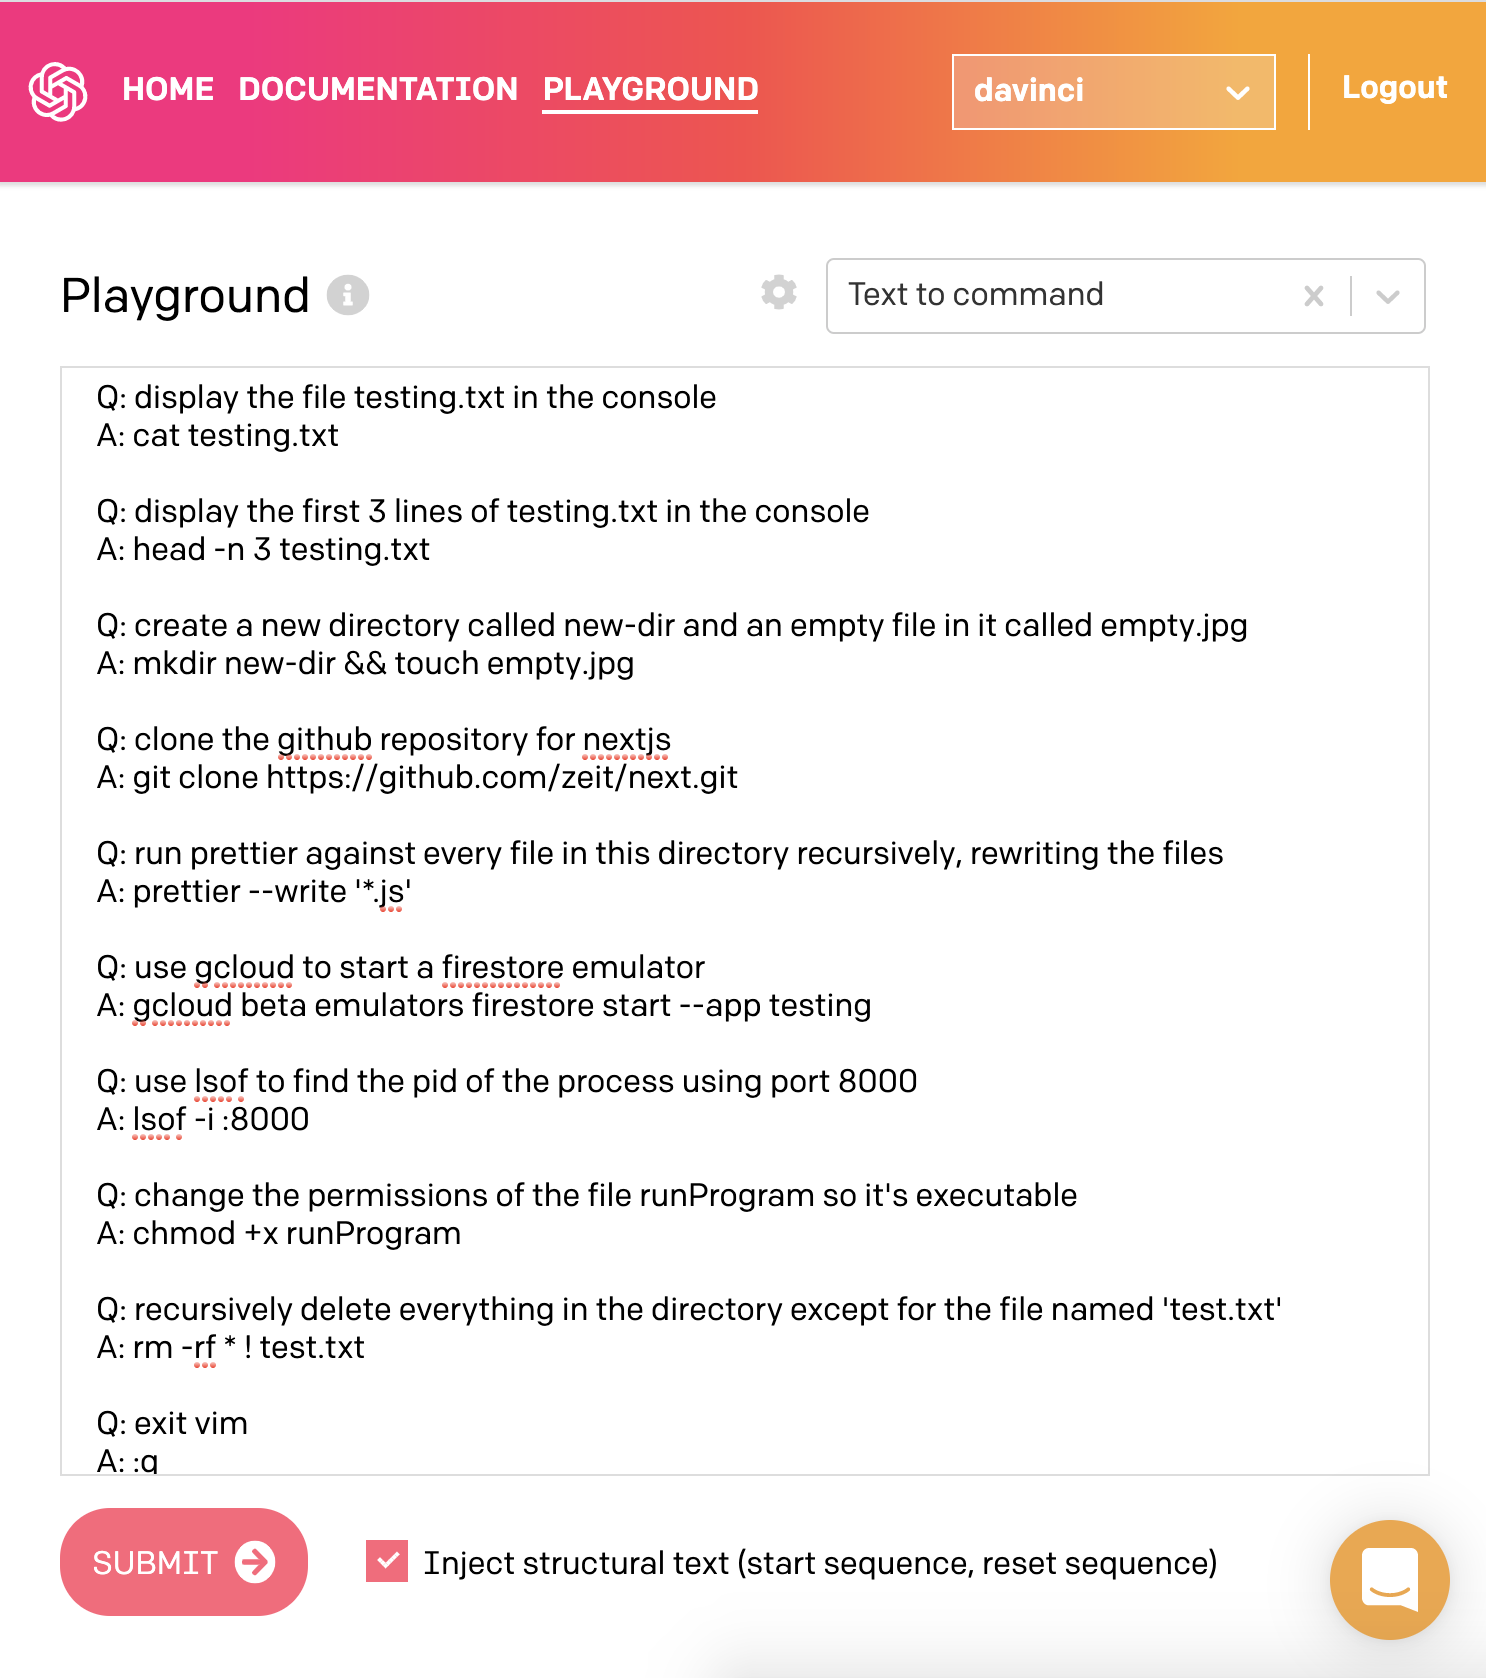 HOME DOCUMENTATION PLAYGROUND davinci Logout
Playground Text to command
Q: display the file testing.txt in the console
A: cat testing.txt
Q: display the first 3 lines of testing.txt in the console
A: head -n 3 testing.txt
Q: create a new directory called new-dir and an empty file in it called empty.jpg
A: mkdir new-dir && touch empty.jpg
Q: clone the github repository for nextjs
A: git clone https://github.com/zeit/next.git
Q: run prettier against every file in this directory recursively, rewriting the files
A: prettier --write '*.js'
Q: use gcloud to start a firestore emulator
A: gcloud beta emulators firestore start --app testing
Q: use lsof to find the pid of the process using port 8000
A: lsof -i :8000
Q: change the permissions of the file runProgram so it's executable
A: chmod +x runProgram
Q: recursively delete everything in the directory except for the file named 'test.txt'
A: rm -rf * ! test.txt
Q: exit vim
A: :q
SUBMIT Inject structural text (start sequence, reset sequence)